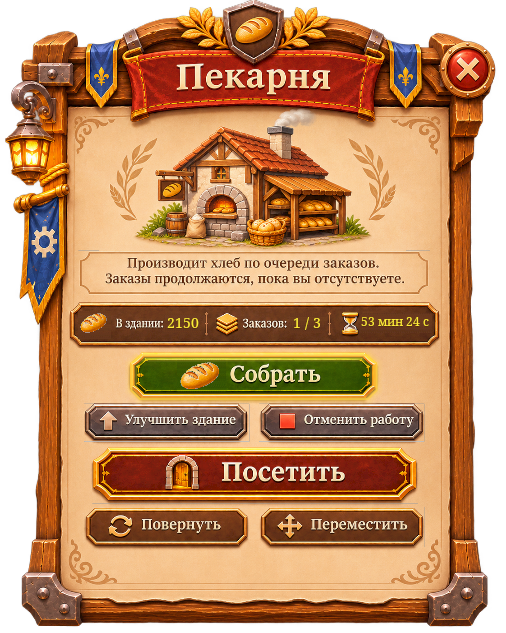 Пекарня
Производит хлеб по очереди заказов.
Заказы продолжаются, пока вы отсутствуете.
В здании: 2150 Заказов: 1 / 3 53 мин 24 с
Собрать
Улучшить здание Отменить работу
Посетить
Повернуть Переместить